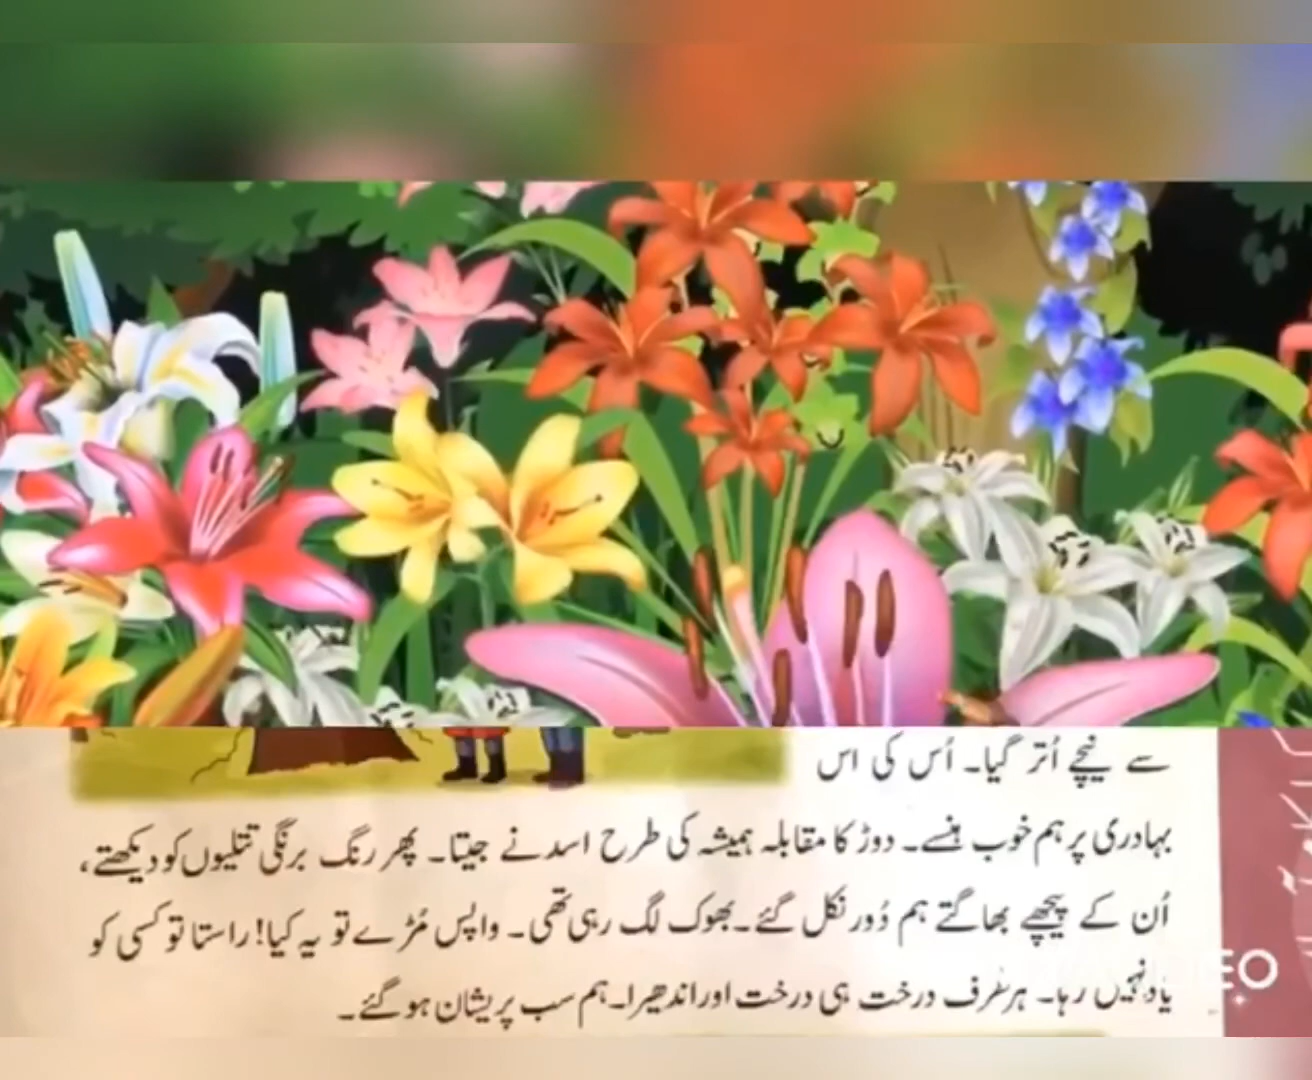 سے نیچے اُتر گیا۔ اُس کی اس
بہادری پر ہم خوب ہنسے۔ دوڑ کا مقابلہ ہمیشہ کی طرح اسد نے جیتا۔ پھر رنگ برنگی تتلیوں کو دیکھتے،
اُن کے پیچھے بھاگتے ہم دُور نکل گئے۔ بھوک لگ رہی تھی۔ واپس مُڑے تو یہ کیا! راستا تو کسی کو
یاد نہیں رہا۔ ہر طرف درخت ہی درخت اور اندھیرا۔ ہم سب پریشان ہو گئے۔